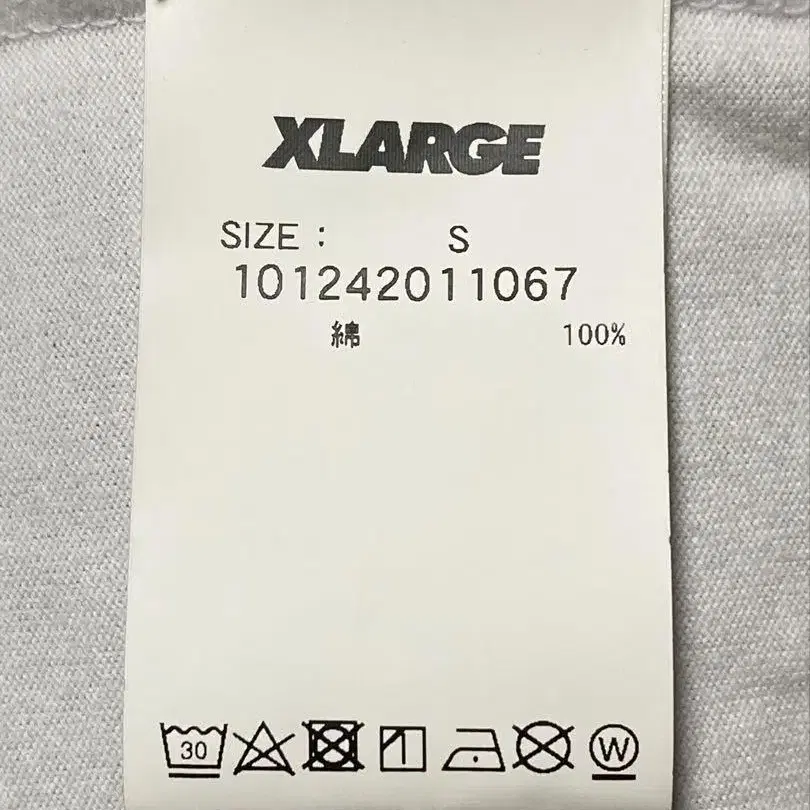 XLARGE
SIZE : S
101242011067
綿 100%
30 W